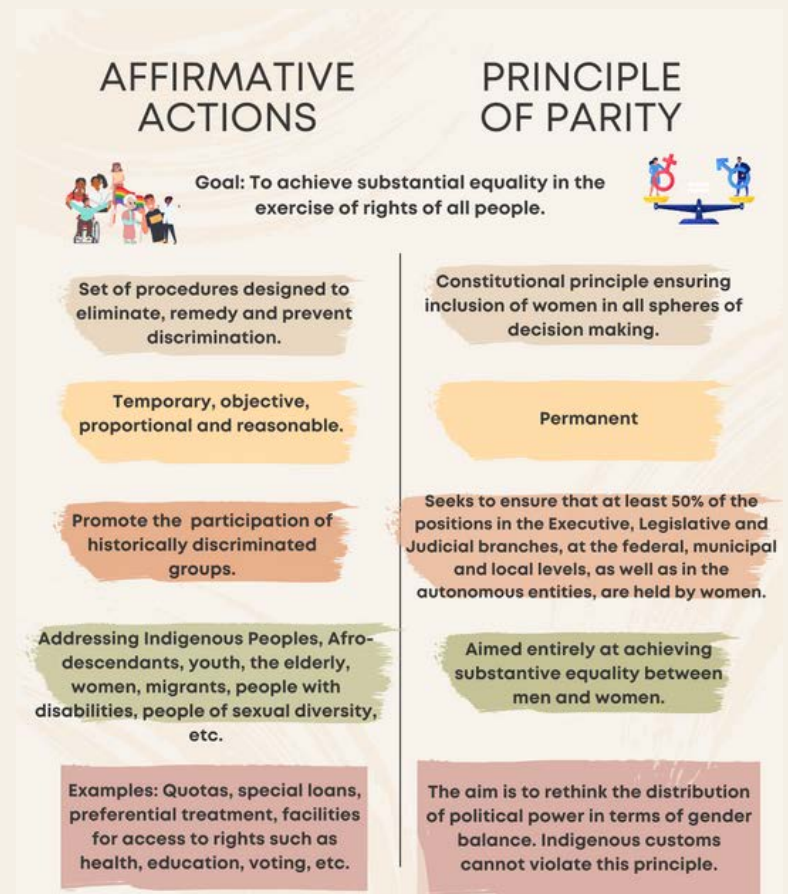 AFFIRMATIVE
ACTIONS
PRINCIPLE
OF PARITY
Goal: To achieve substantial equality in the
exercise of rights of all people.
Set of procedures designed to
eliminate, remedy and prevent
discrimination.
Constitutional principle ensuring
inclusion of women in all spheres of
decision making.
Temporary, objective,
proportional and reasonable.
Permanent
Promote the participation of
historically discriminated
groups.
Seeks to ensure that at least 50% of the
positions in the Executive, Legislative and
Judicial branches, at the federal, municipal
and local levels, as well as in the
autonomous entities, are held by women.
Addressing Indigenous Peoples, Afro-
descendants, youth, the elderly,
women, migrants, people with
disabilities, people of sexual diversity,
etc.
Aimed entirely at achieving
substantive equality between
men and women.
Examples: Quotas, special loans,
preferential treatment, facilities
for access to rights such as
health, education, voting, etc.
The aim is to rethink the distribution
of political power in terms of gender
balance. Indigenous customs
cannot violate this principle.